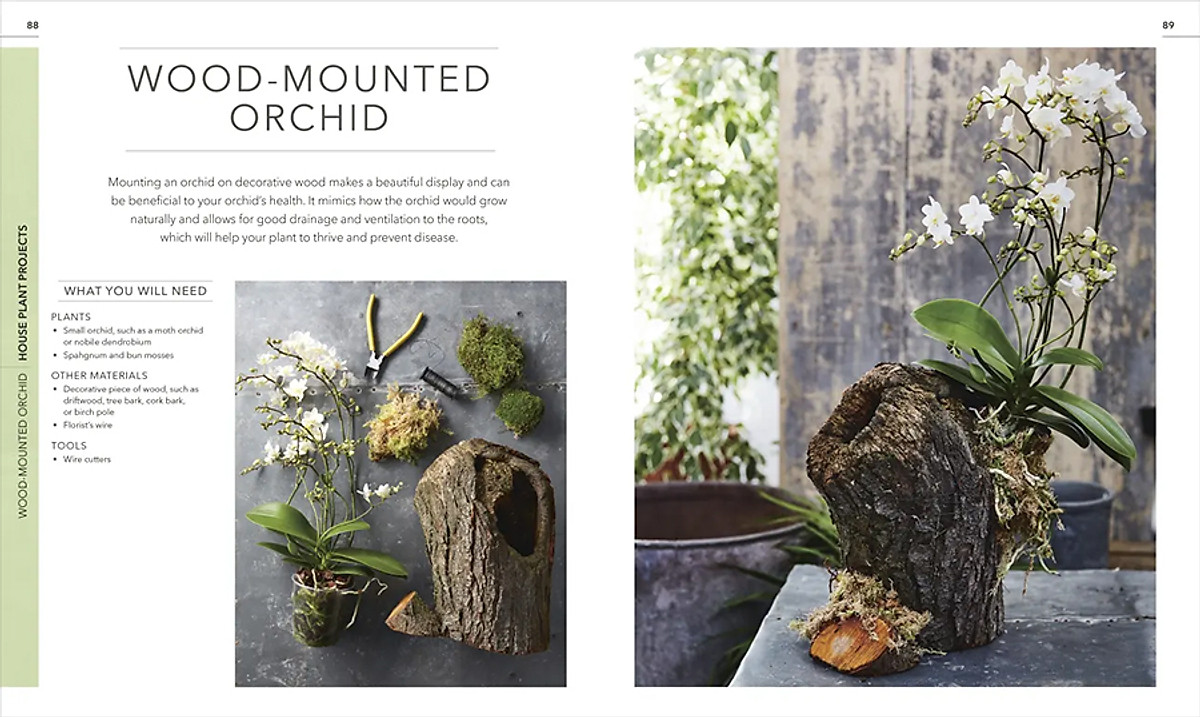 88
89
WOOD-MOUNTED
ORCHID
Mounting an orchid on decorative wood makes a beautiful display and can
be beneficial to your orchid's health. It mimics how the orchid would grow
naturally and allows for good drainage and ventilation to the roots,
which will help your plant to thrive and prevent disease.
WHAT YOU WILL NEED
PLANTS
• Small orchid, such as a moth orchid
or nobile dendrobium
• Spahgnum and bun mosses
OTHER MATERIALS
• Decorative piece of wood, such as
driftwood, tree bark, cork bark,
or birch pole
• Florist's wire
TOOLS
• Wire cutters
WOOD-MOUNTED ORCHID HOUSE PLANT PROJECTS